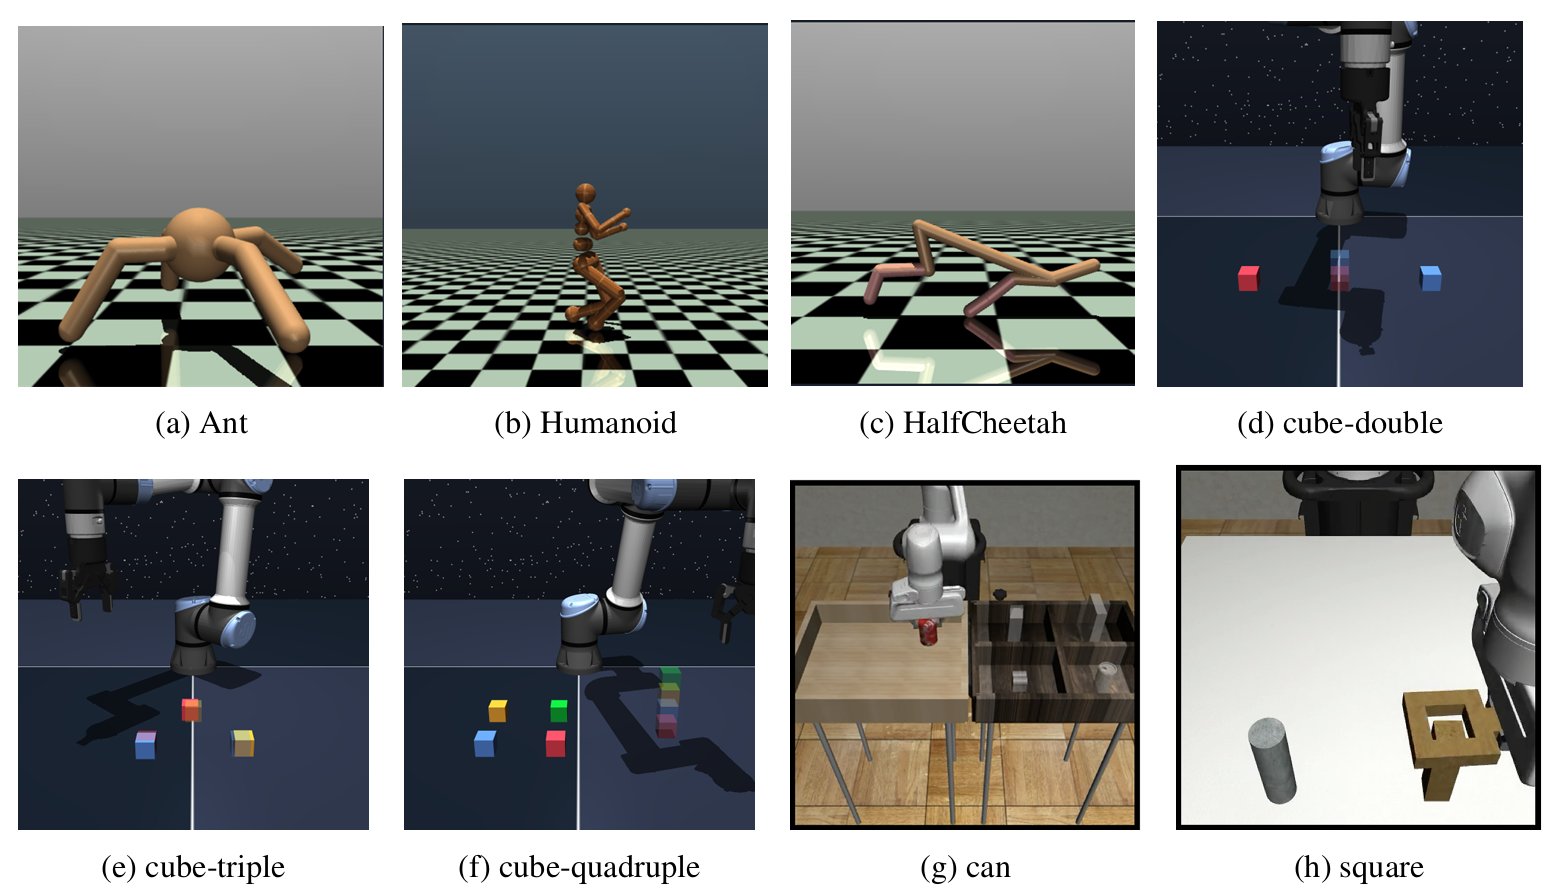 (a) Ant
(b) Humanoid
(c) HalfCheetah
(d) cube-double
(e) cube-triple
(f) cube-quadruple
(g) can
(h) square